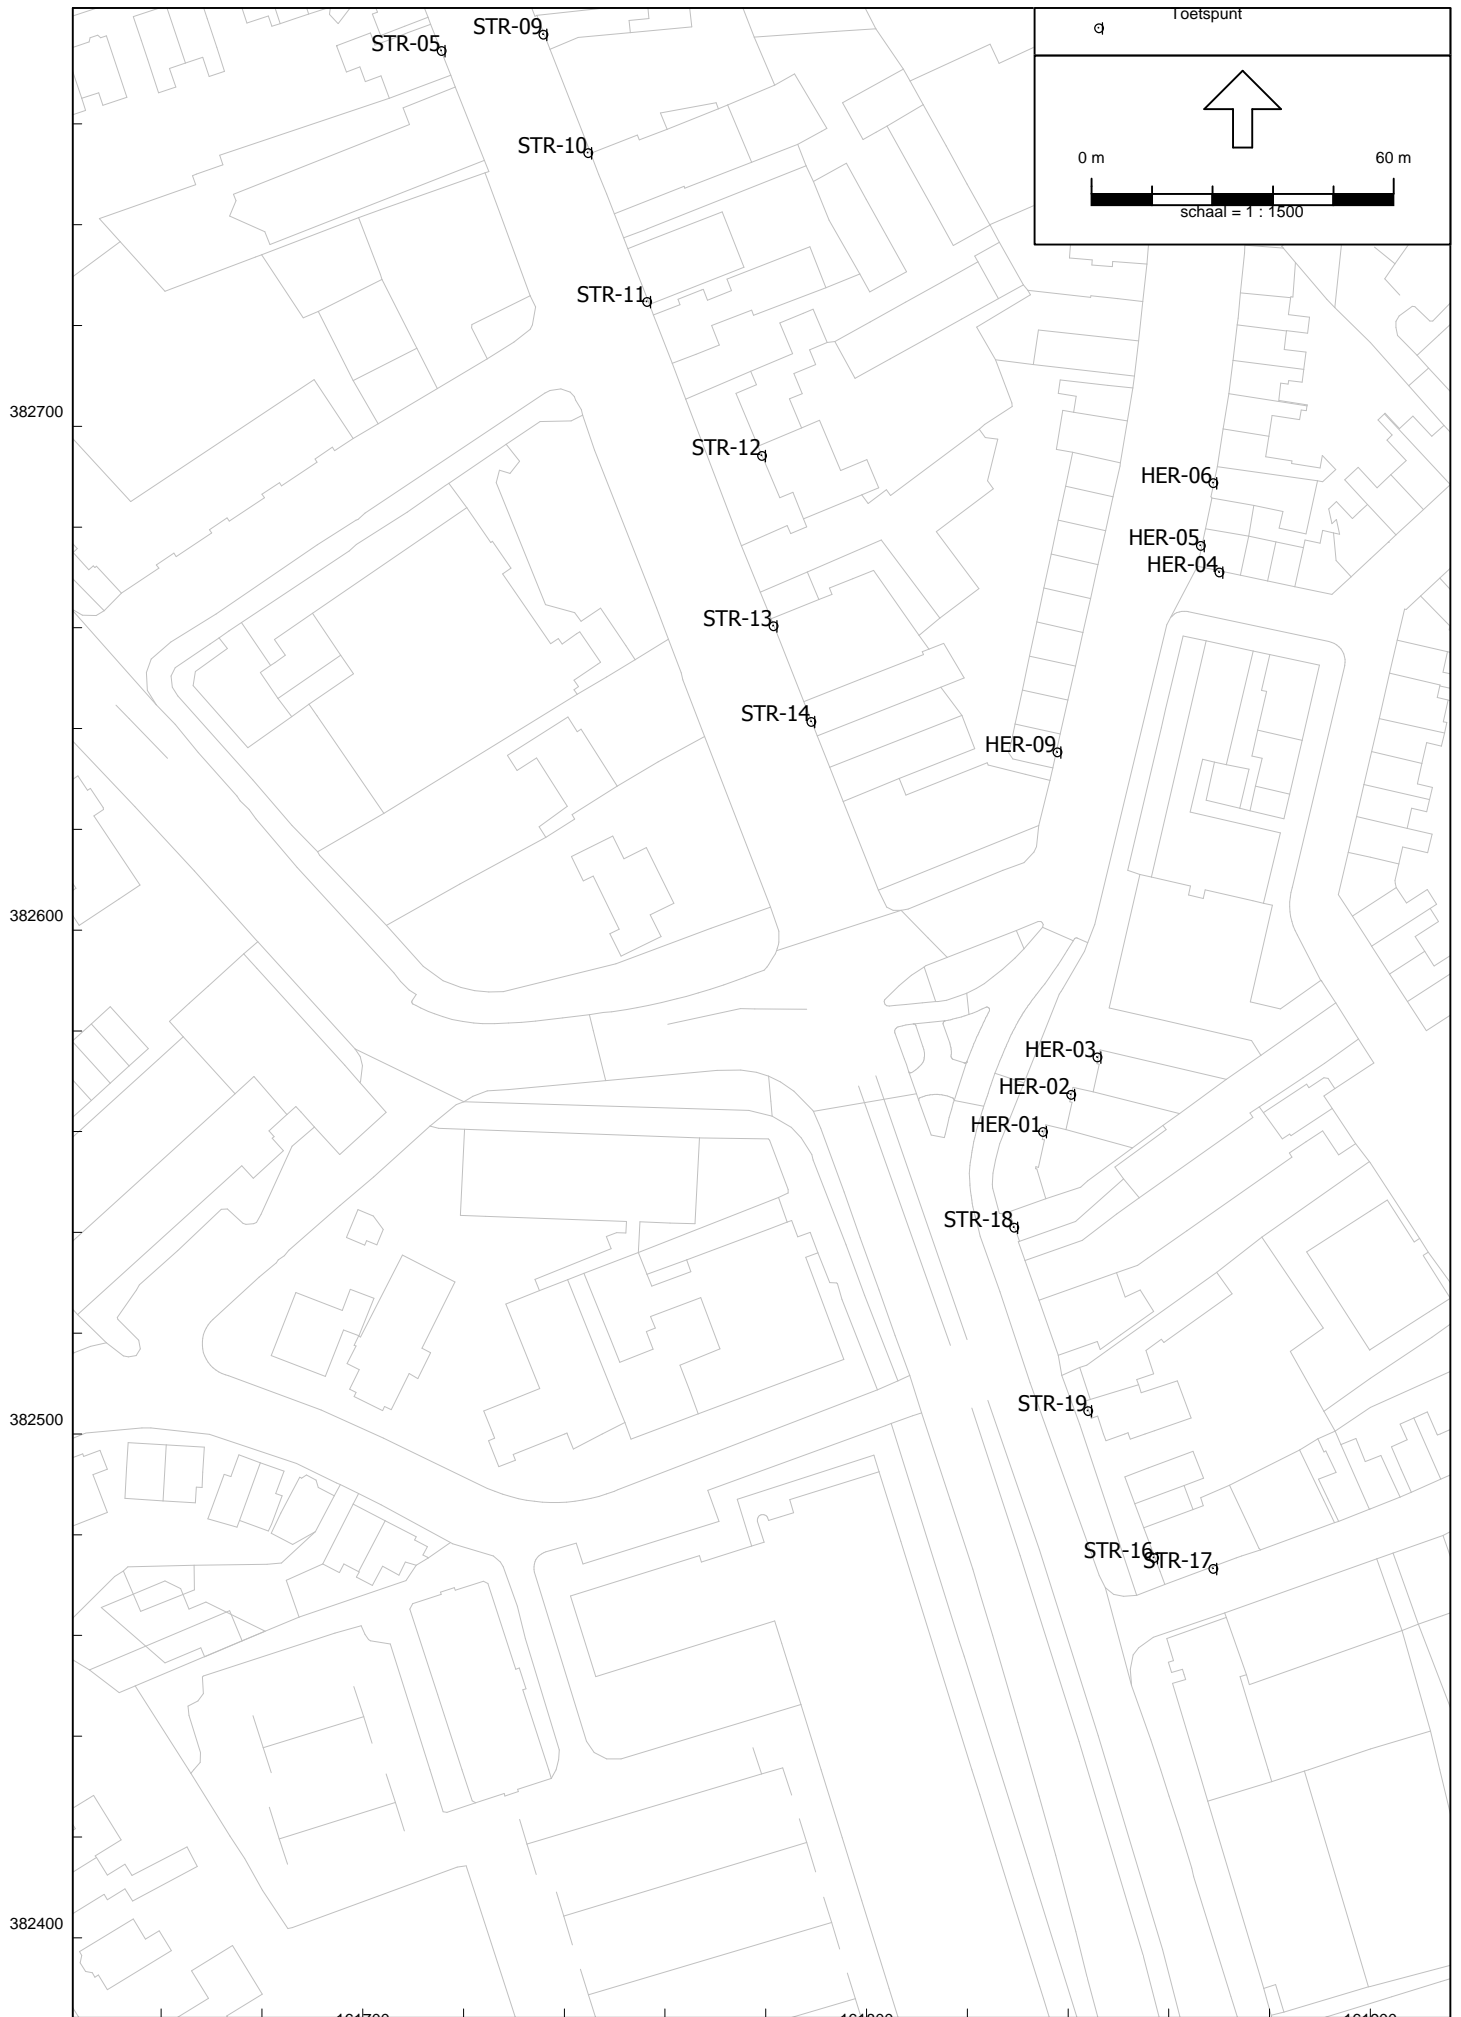 Toetspunt
STR-09
STR-05
STR-10
0 m 60 m
schaal = 1 : 1500
STR-11
382700
STR-12
HER-06
HER-05
HER-04
STR-13
STR-14
HER-09
382600
HER-03
HER-02
HER-01
STR-18
STR-19
382500
STR-16
STR-17
382400